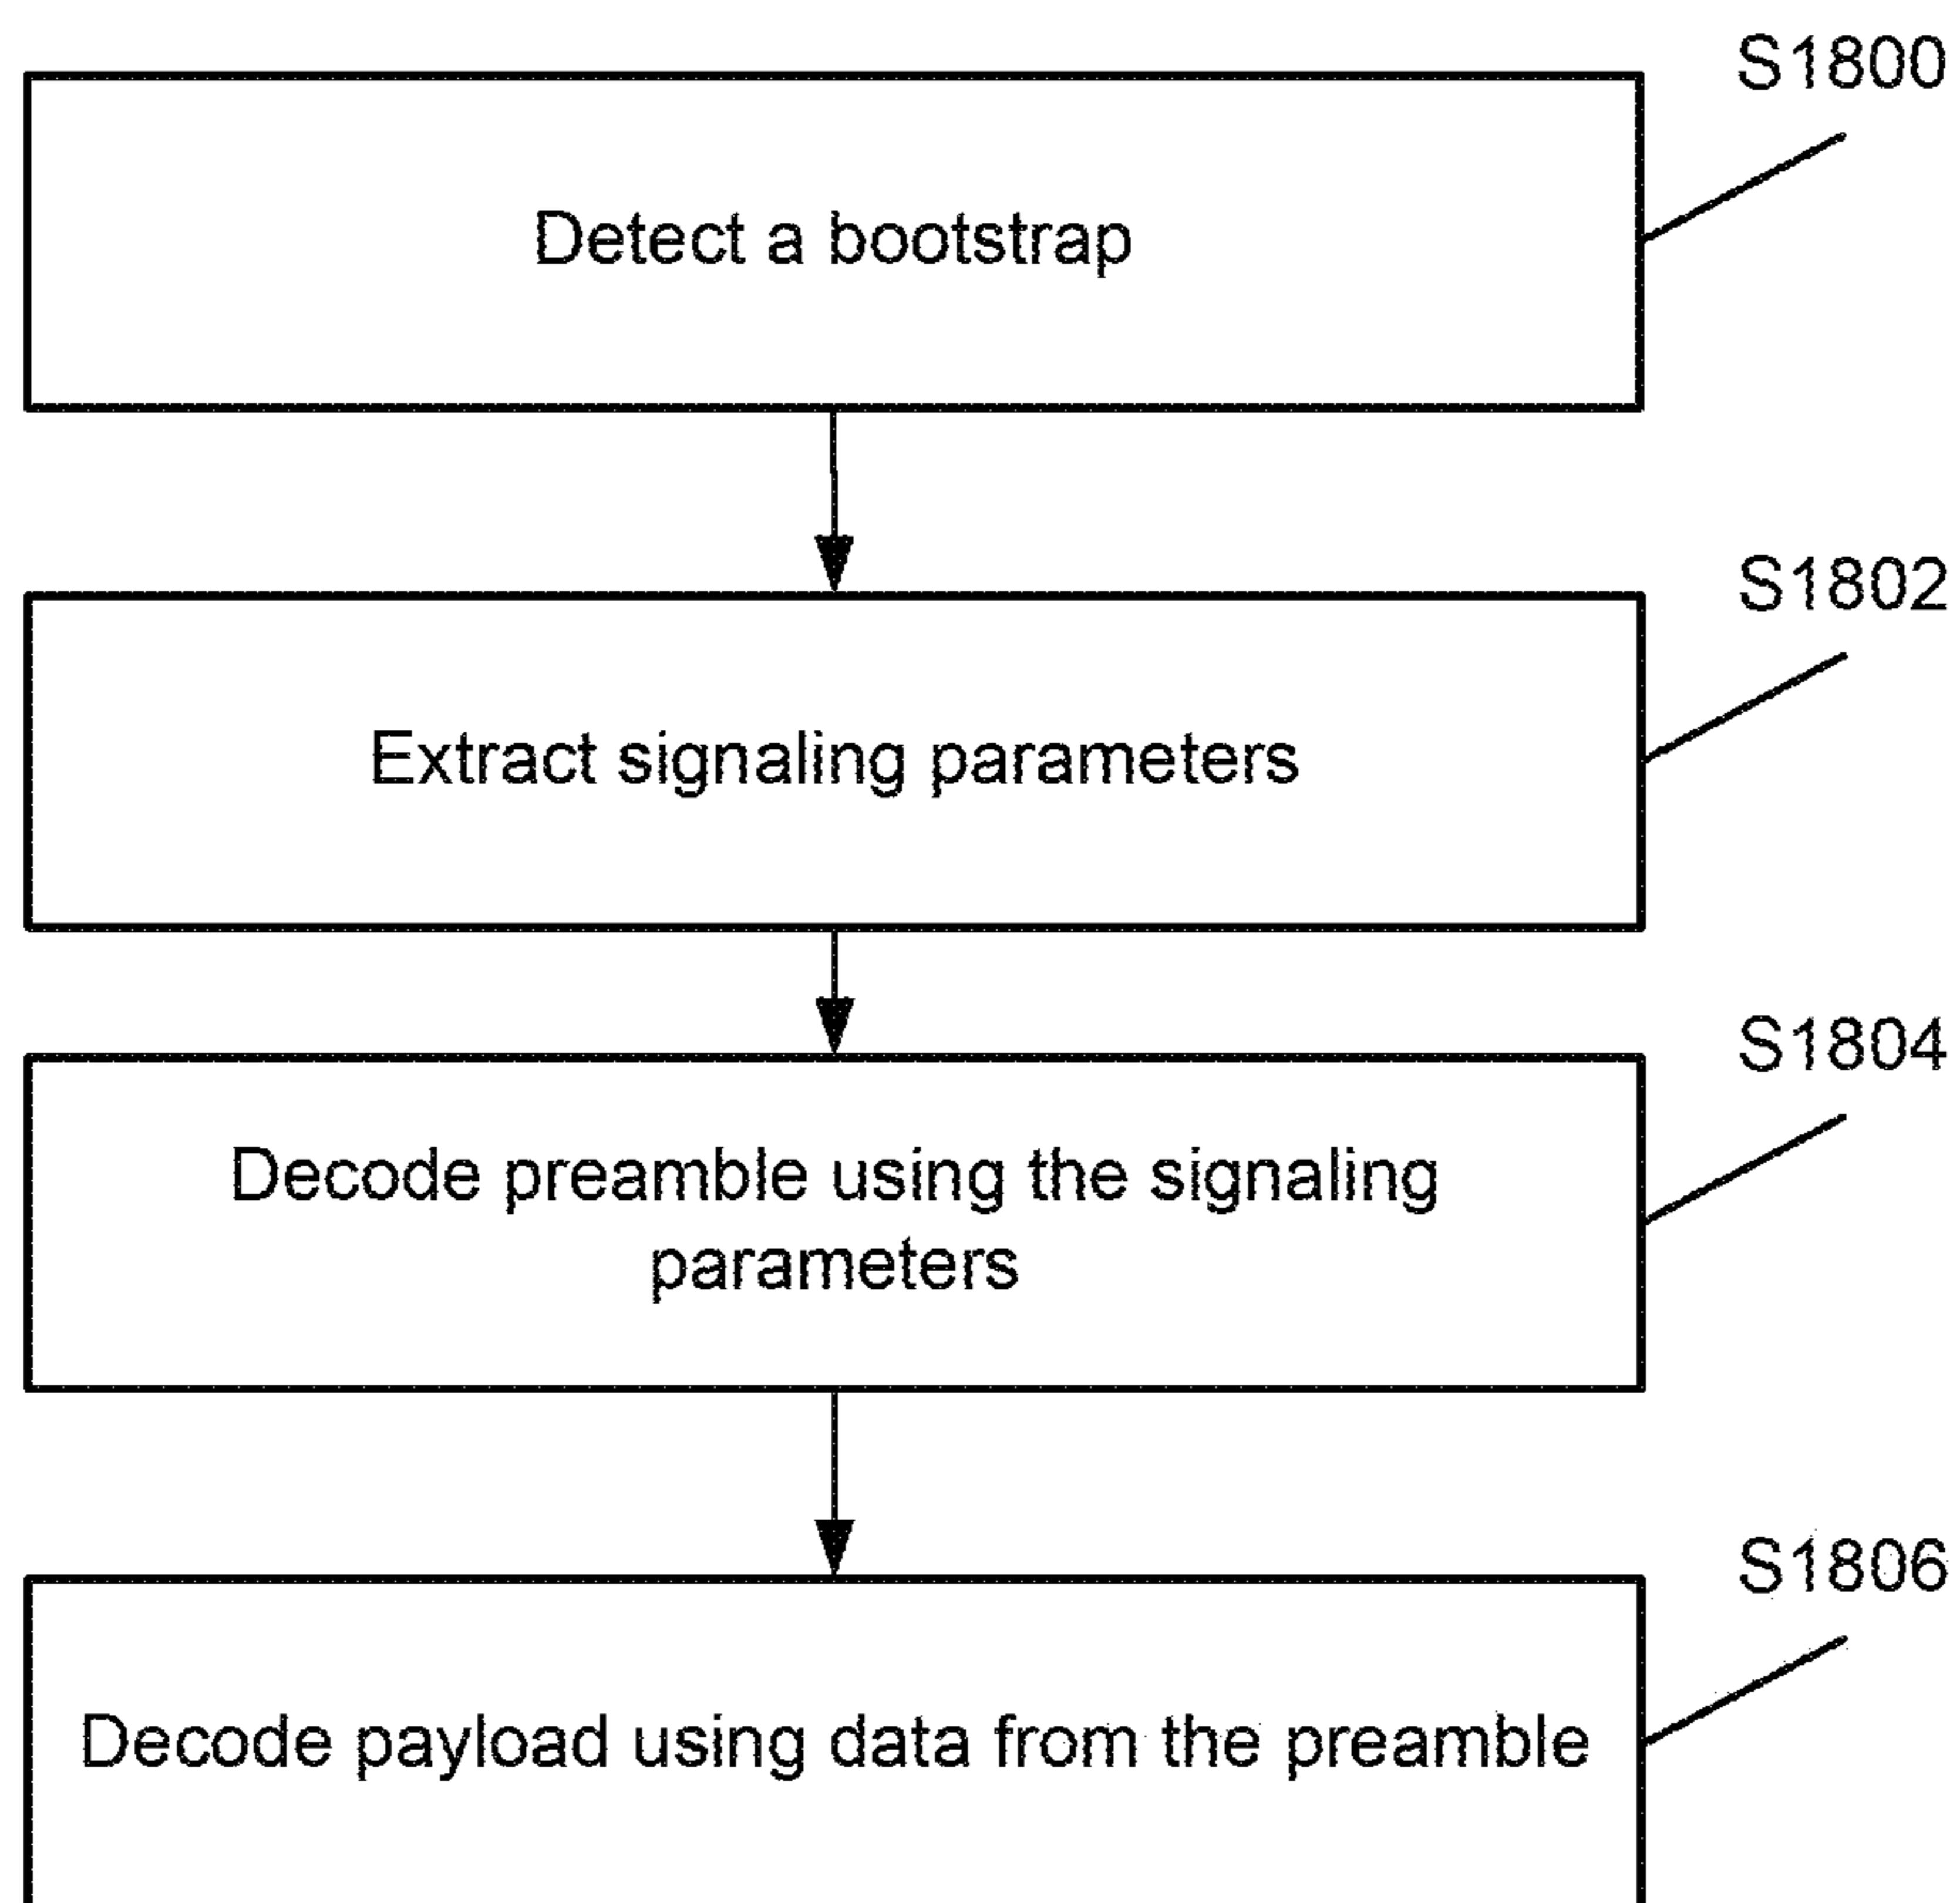 S1800
Detect a bootstrap
S1802
Extract signaling parameters
S1804
Decode preamble using the signaling
parameters
S1806
Decode payload using data from the preamble